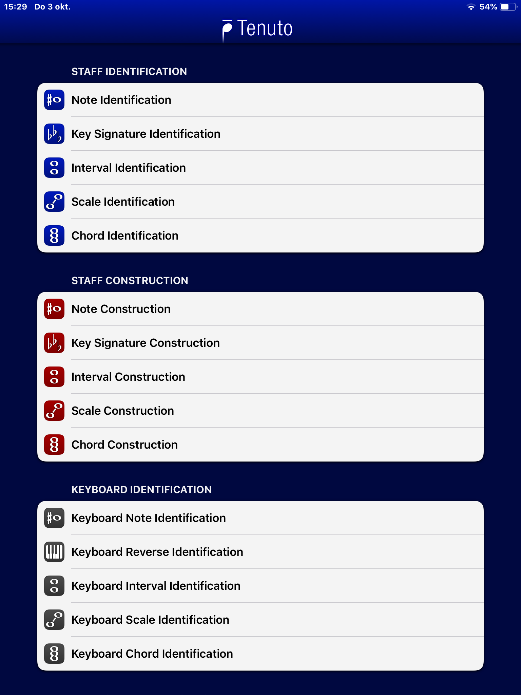 15:29 Do 3 okt. 54%
Tenuto
STAFF IDENTIFICATION
Note Identification
Key Signature Identification
Interval Identification
Scale Identification
Chord Identification
STAFF CONSTRUCTION
Note Construction
Key Signature Construction
Interval Construction
Scale Construction
Chord Construction
KEYBOARD IDENTIFICATION
Keyboard Note Identification
Keyboard Reverse Identification
Keyboard Interval Identification
Keyboard Scale Identification
Keyboard Chord Identification